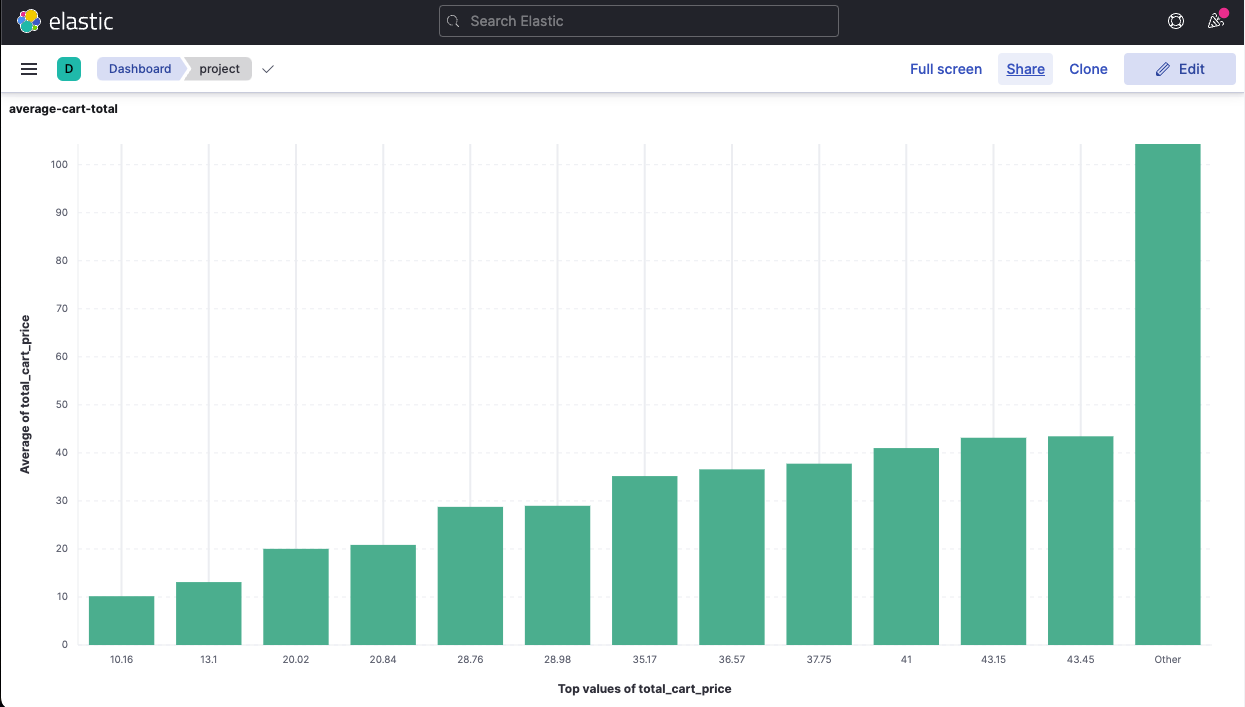 elastic
Search Elastic
D
Dashboard
project
Full screen
Share
Clone
Edit
average-cart-total
100
90
80
70
60
50
40
30
20
10
0
Average of total_cart_price
10.16
13.1
20.02
20.84
28.76
28.98
35.17
36.57
37.75
41
43.15
43.45
Other
Top values of total_cart_price